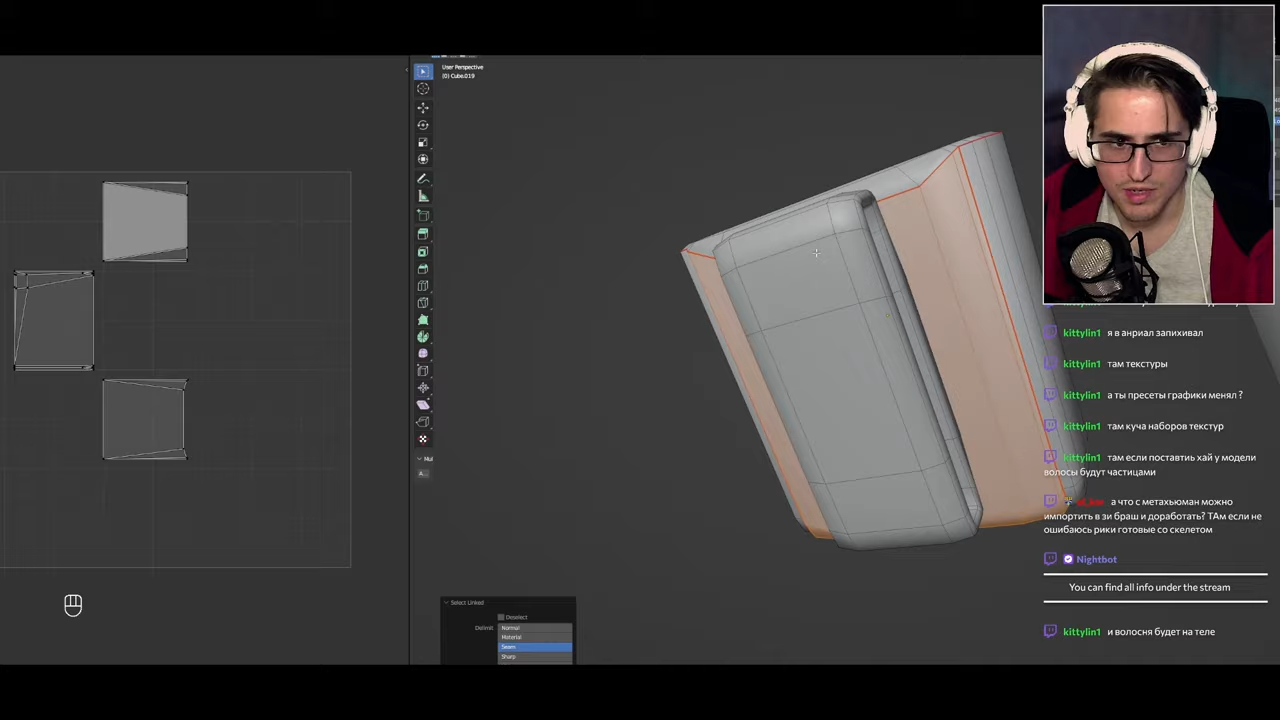 User Perspective
(0) Cube.019
Select Linked
Deselect
Delimit
Normal
Material
Seam
Sharp
kittylin1 я в анриал запихивал
kittylin1 там текстуры
kittylin1 а ты пресеты графики менял ?
kittylin1 там куча наборов текстур
kittylin1 там если поставтиь хай у модели
волосы будут частицами
а что с метахьюман можно
импортить в зи браш и доработать? ТАм если не
ошибаюсь рики готовые со скелетом
Nightbot
You can find all info under the stream
kittylin1 и волосня будет на теле